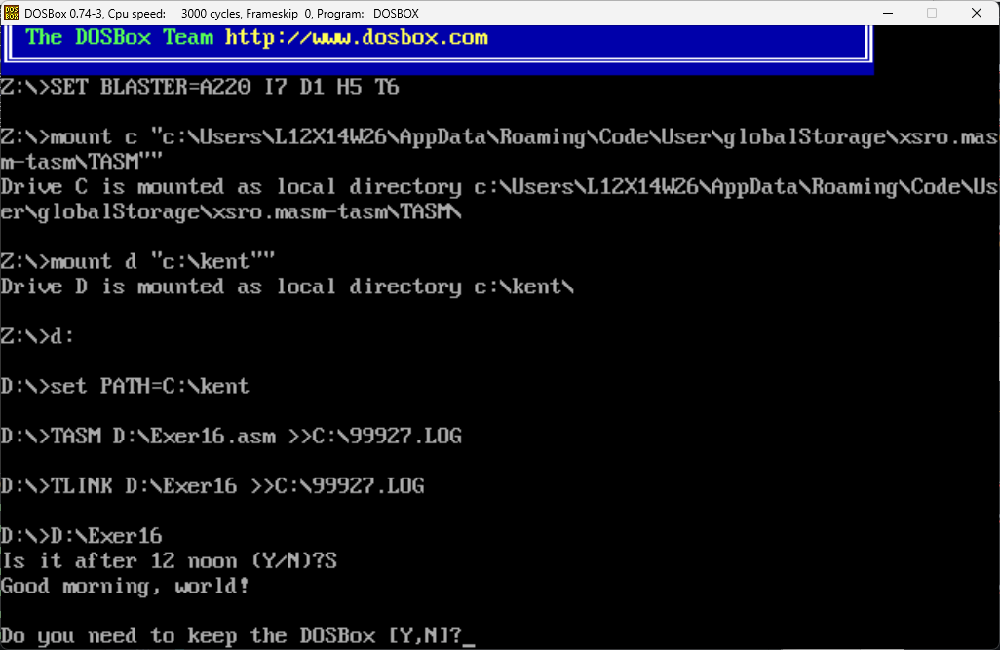 DOSBox 0.74-3, Cpu speed:    3000 cycles, Frameskip  0, Program:   DOSBOX
The DOSBox Team http://www.dosbox.com
Z:\>SET BLASTER=A220 I7 D1 H5 T6
Z:\>mount c "c:\Users\L12X14W26\AppData\Roaming\Code\User\globalStorage\xsro.mas
m-tasm\TASM""
Drive C is mounted as local directory c:\Users\L12X14W26\AppData\Roaming\Code\Us
er\globalStorage\xsro.masm-tasm\TASM\
Z:\>mount d "c:\kent""
Drive D is mounted as local directory c:\kent\
Z:\>d:
D:\>set PATH=C:\kent
D:\>TASM D:\Exer16.asm >>C:\99927.LOG
D:\>TLINK D:\Exer16 >>C:\99927.LOG
D:\>D:\Exer16
Is it after 12 noon (Y/N)?S
Good morning, world!
Do you need to keep the DOSBox [Y,N]?_